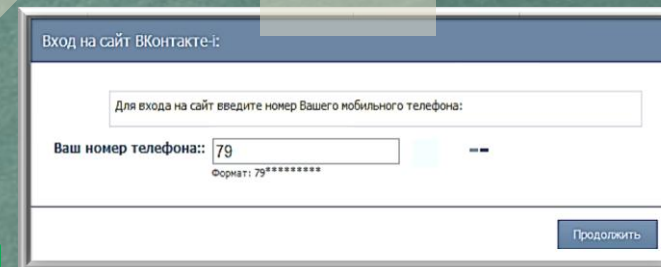 Вход на сайт ВКонтакте-i:
Для входа на сайт введите номер Вашего мобильного телефона:
Ваш номер телефона:: 79
Формат: 79*********
Продолжить